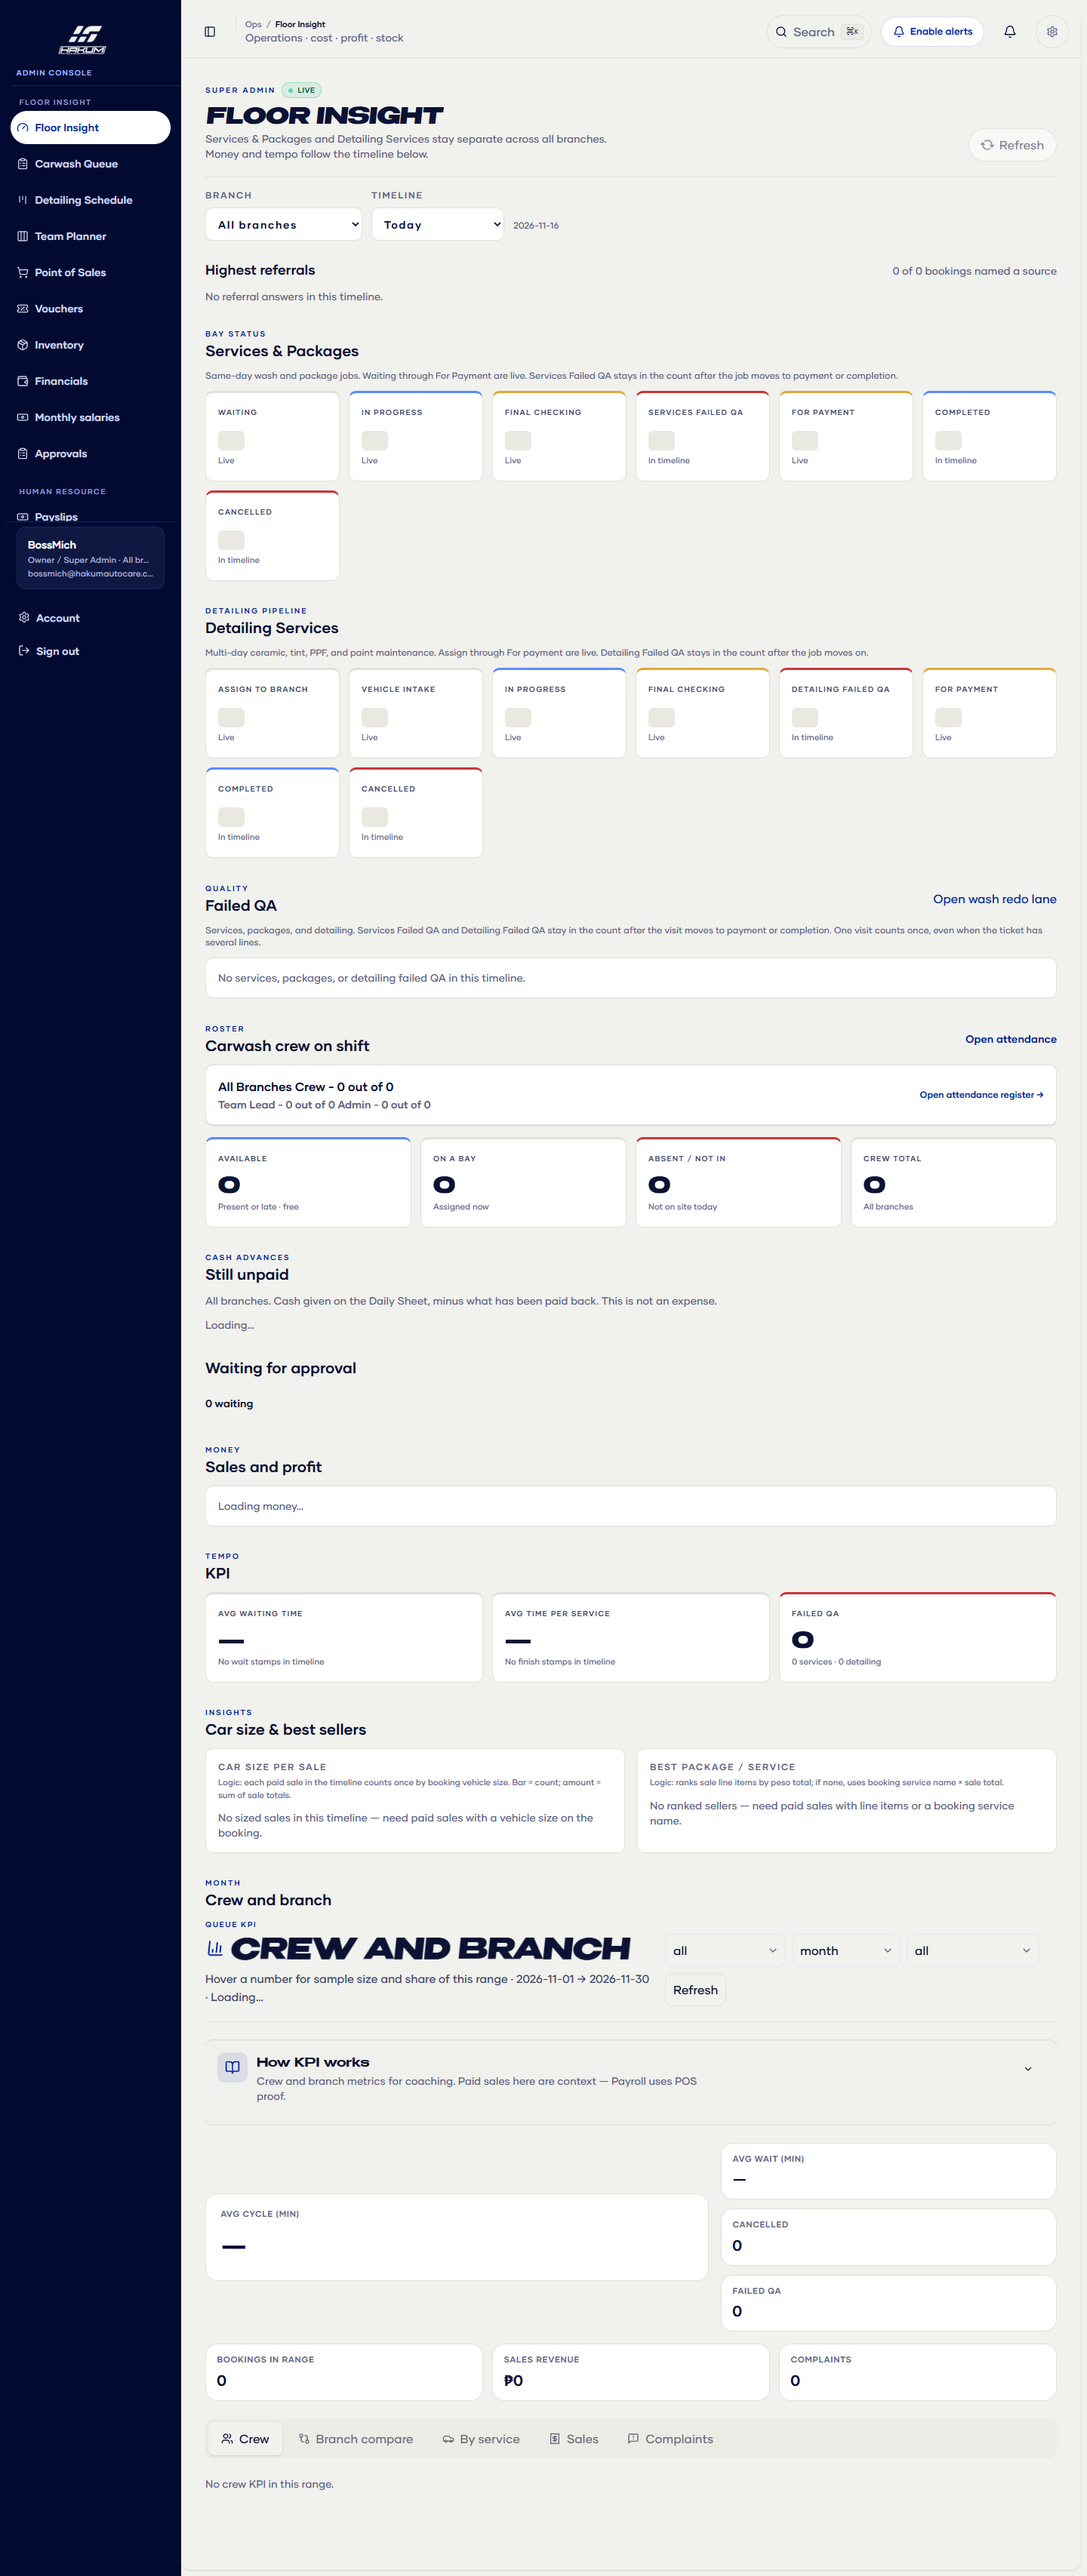 HAKUM
ADMIN CONSOLE
FLOOR INSIGHT
Floor Insight
Carwash Queue
Detailing Schedule
Team Planner
Point of Sales
Vouchers
Inventory
Financials
Monthly salaries
Approvals
HUMAN RESOURCE
Payslips
BossMich
Owner / Super Admin · All br...
bossmich@hakumautocare.c...
Account
Sign out
Ops / Floor Insight
Operations · cost · profit · stock
Search ⌘K
Enable alerts
SUPER ADMIN LIVE
FLOOR INSIGHT
Services & Packages and Detailing Services stay separate across all branches.
Money and tempo follow the timeline below.
Refresh
BRANCH TIMELINE
All branches Today 2026-11-16
Highest referrals 0 of 0 bookings named a source
No referral answers in this timeline.
BAY STATUS
Services & Packages
Same-day wash and package jobs. Waiting through For Payment are live. Services Failed QA stays in the count after the job moves to payment or completion.
WAITING IN PROGRESS FINAL CHECKING SERVICES FAILED QA FOR PAYMENT COMPLETED
Live Live Live In timeline Live In timeline
CANCELLED
In timeline
DETAILING PIPELINE
Detailing Services
Multi-day ceramic, tint, PPF, and paint maintenance. Assign through For payment are live. Detailing Failed QA stays in the count after the job moves on.
ASSIGN TO BRANCH VEHICLE INTAKE IN PROGRESS FINAL CHECKING DETAILING FAILED QA FOR PAYMENT
Live Live Live Live In timeline Live
COMPLETED CANCELLED
In timeline In timeline
QUALITY
Failed QA
Open wash redo lane
Services, packages, and detailing. Services Failed QA and Detailing Failed QA stay in the count after the visit moves to payment or completion. One visit counts once, even when the ticket has
several lines.
No services, packages, or detailing failed QA in this timeline.
ROSTER
Carwash crew on shift
Open attendance
All Branches Crew - 0 out of 0
Team Lead - 0 out of 0 Admin - 0 out of 0
Open attendance register →
AVAILABLE ON A BAY ABSENT / NOT IN CREW TOTAL
0 0 0 0
Present or late · free Assigned now Not on site today All branches
CASH ADVANCES
Still unpaid
All branches. Cash given on the Daily Sheet, minus what has been paid back. This is not an expense.
Loading...
Waiting for approval
0 waiting
MONEY
Sales and profit
Loading money...
TEMPO
KPI
AVG WAITING TIME AVG TIME PER SERVICE FAILED QA
— — 0
No wait stamps in timeline No finish stamps in timeline 0 services · 0 detailing
INSIGHTS
Car size & best sellers
CAR SIZE PER SALE
Logic: each paid sale in the timeline counts once by booking vehicle size. Bar = count; amount =
sum of sale totals.
No sized sales in this timeline — need paid sales with a vehicle size on the
booking.
BEST PACKAGE / SERVICE
Logic: ranks sale line items by peso total; if none, uses booking service name × sale total.
No ranked sellers — need paid sales with line items or a booking service
name.
MONTH
Crew and branch
QUEUE KPI
CREW AND BRANCH
Hover a number for sample size and share of this range · 2026-11-01 → 2026-11-30
· Loading...
all month all
Refresh
How KPI works
Crew and branch metrics for coaching. Paid sales here are context — Payroll uses POS
proof.
AVG CYCLE (MIN)
—
AVG WAIT (MIN)
—
CANCELLED
0
FAILED QA
0
BOOKINGS IN RANGE SALES REVENUE COMPLAINTS
0 ₱0 0
Crew Branch compare By service Sales Complaints
No crew KPI in this range.